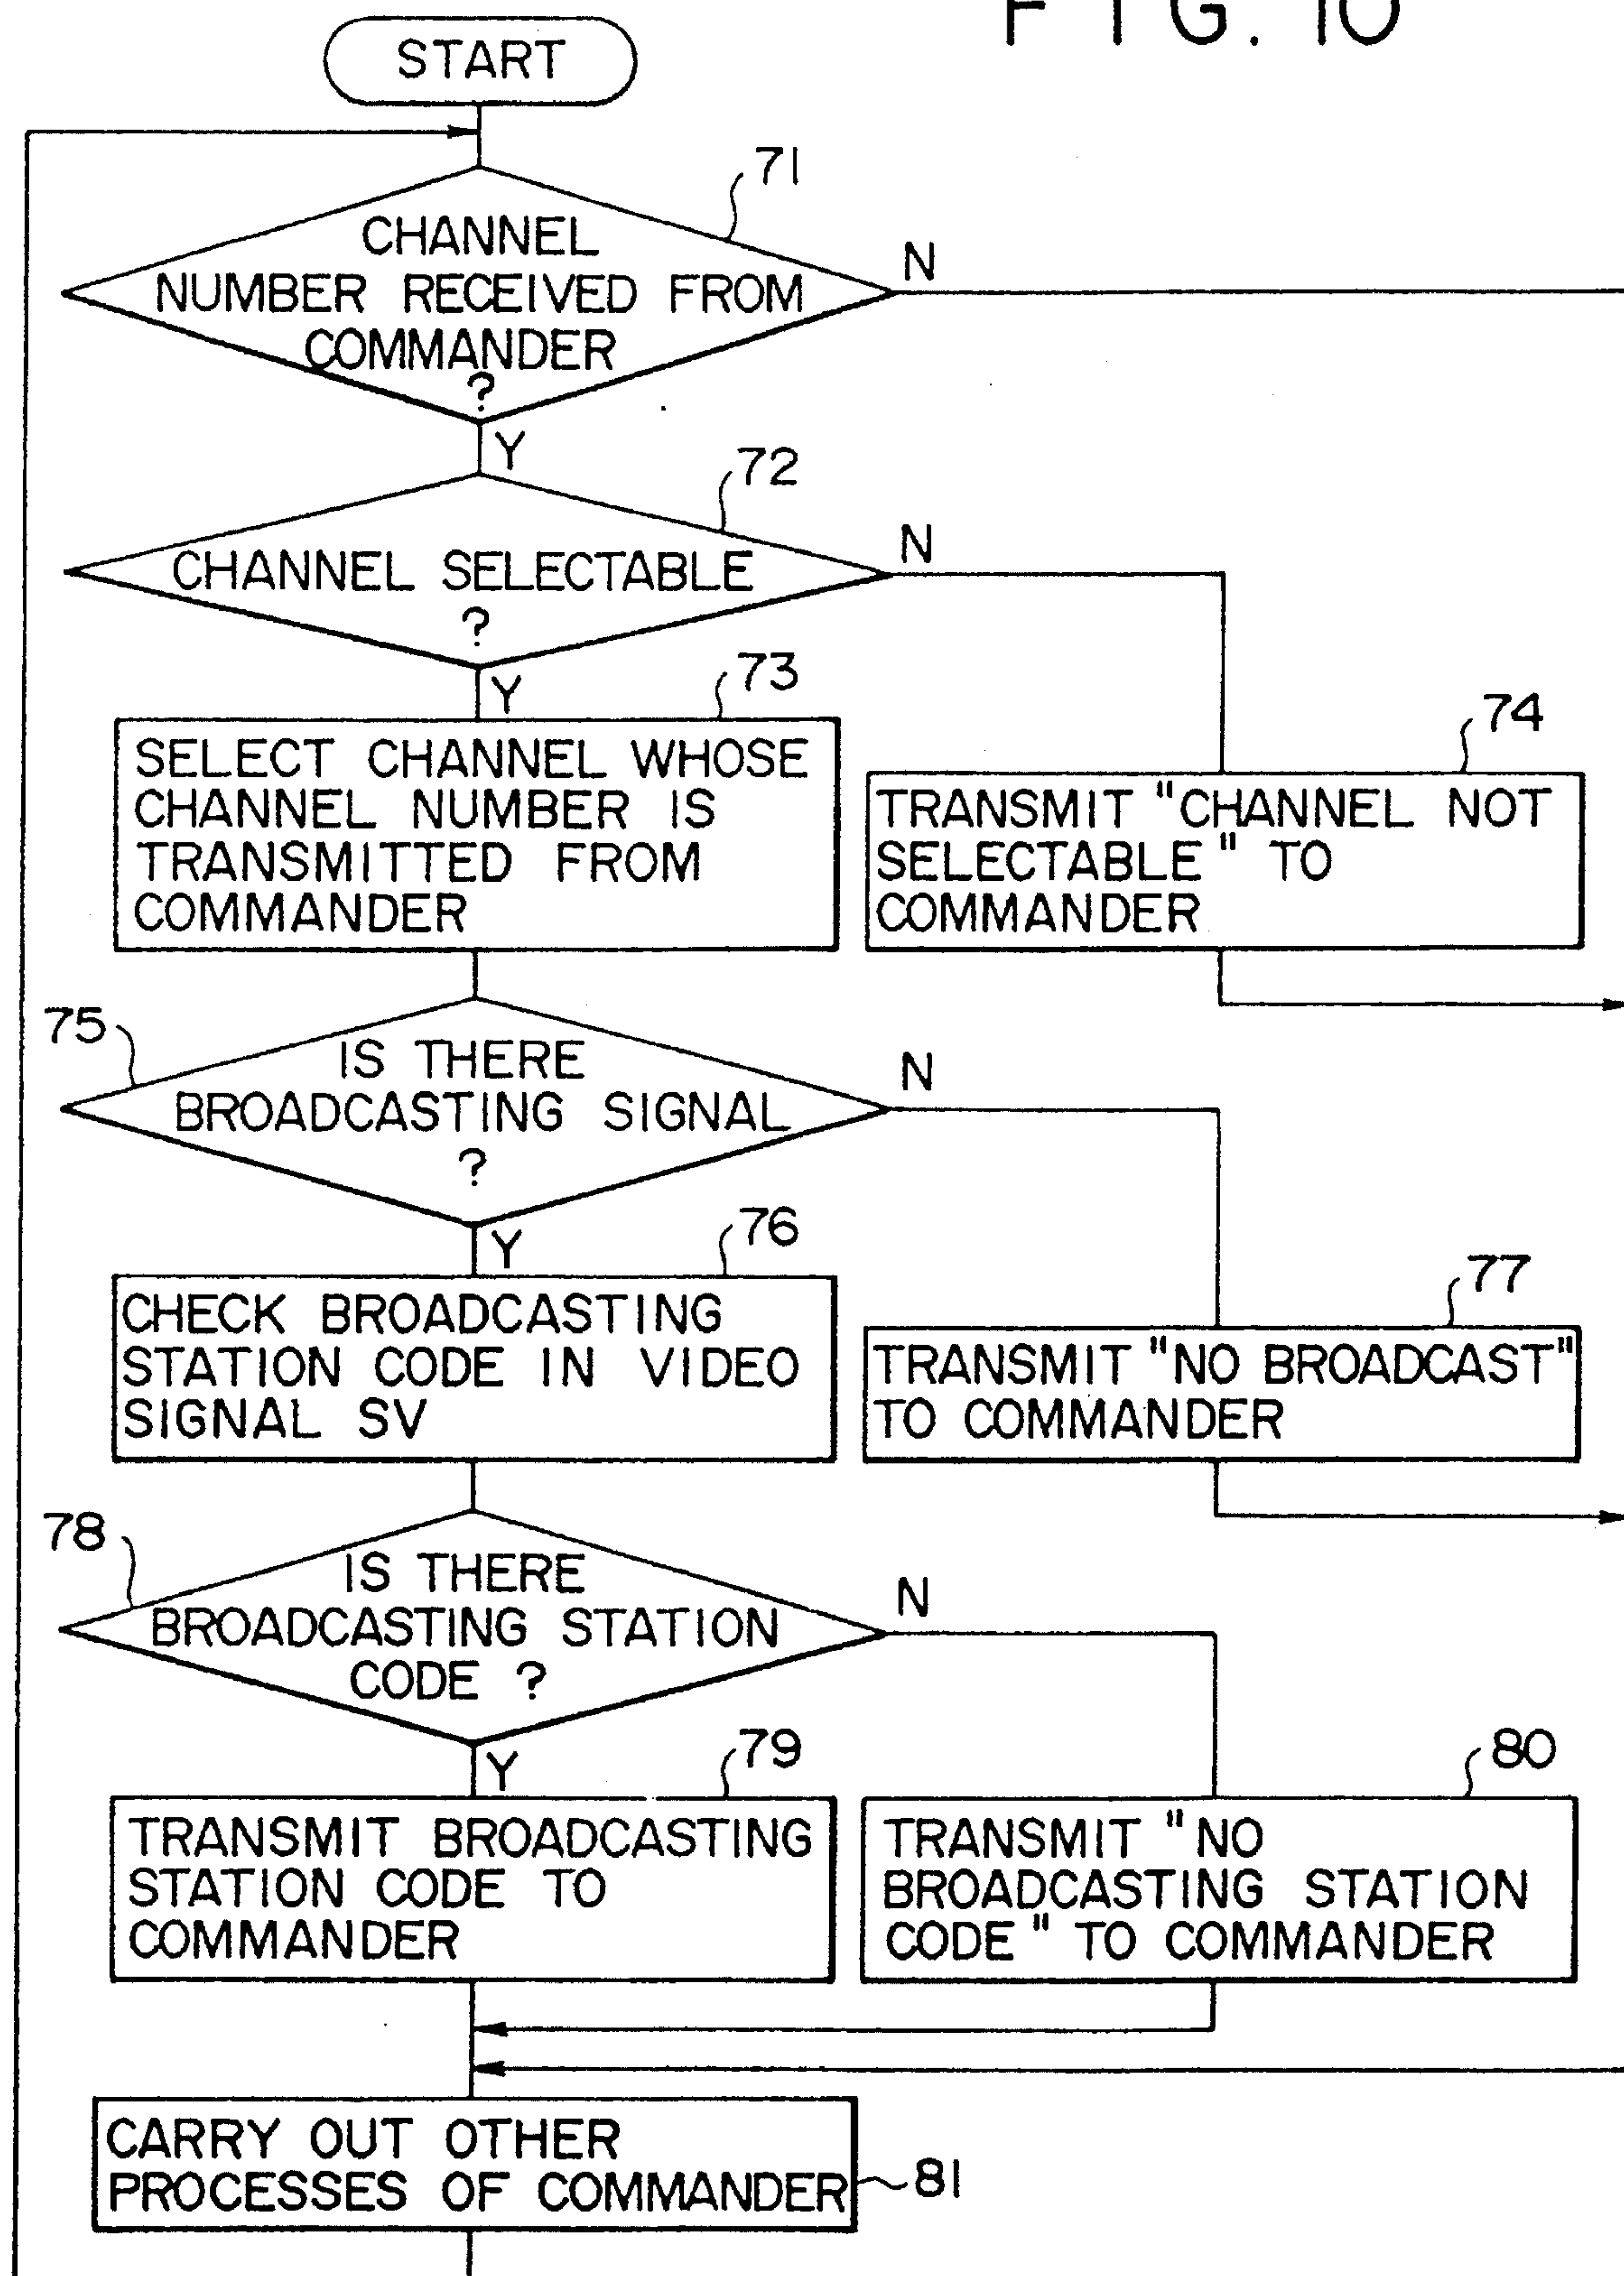 FIG. 10
START
71
CHANNEL
NUMBER RECEIVED FROM
COMMANDER
?
N
Y
72
CHANNEL SELECTABLE
?
N
Y
73
SELECT CHANNEL WHOSE
CHANNEL NUMBER IS
TRANSMITTED FROM
COMMANDER
74
TRANSMIT "CHANNEL NOT
SELECTABLE" TO
COMMANDER
75
IS THERE
BROADCASTING SIGNAL
?
N
Y
76
CHECK BROADCASTING
STATION CODE IN VIDEO
SIGNAL SV
77
TRANSMIT "NO BROADCAST"
TO COMMANDER
78
IS THERE
BROADCASTING STATION
CODE ?
N
Y
79
TRANSMIT BROADCASTING
STATION CODE TO
COMMANDER
80
TRANSMIT "NO
BROADCASTING STATION
CODE" TO COMMANDER
CARRY OUT OTHER
PROCESSES OF COMMANDER
81